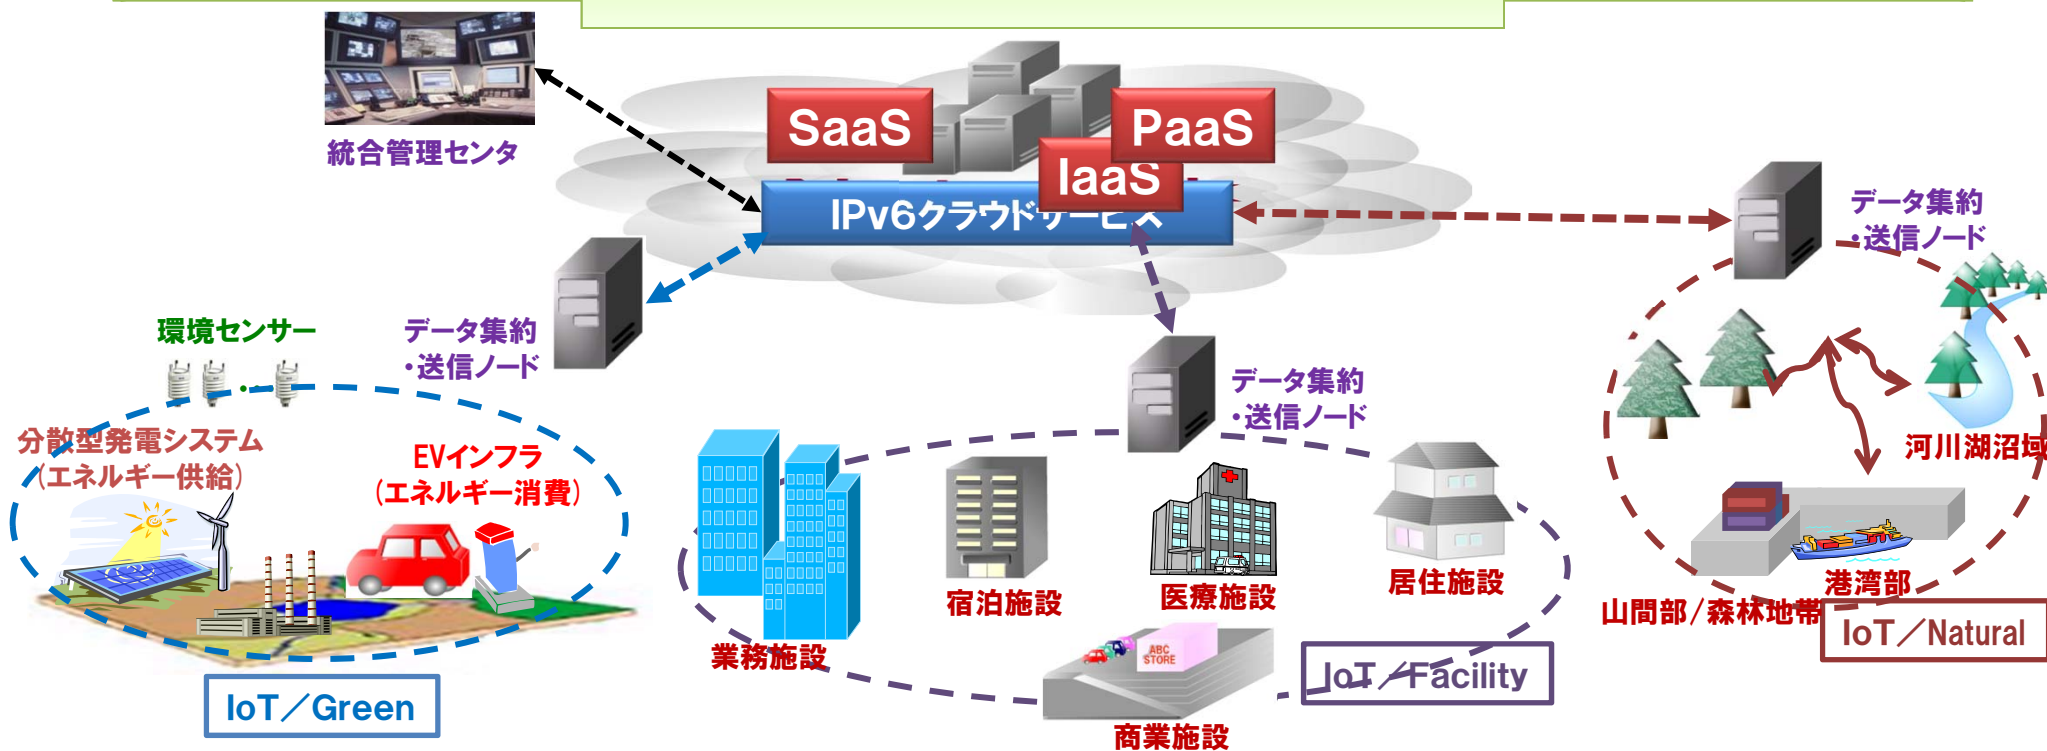 統合管理センタ
SaaS
PaaS
IaaS
IPv6クラウドサービス
データ集約
・送信ノード
環境センサー
データ集約
・送信ノード
データ集約
・送信ノード
分散型発電システム
(エネルギー供給)
EVインフラ
(エネルギー消費)
河川湖沼域
宿泊施設
医療施設
居住施設
港湾部
山間部/森林地帯
IoT／Natural
業務施設
ABC
STORE
IoT／Facility
IoT／Green
商業施設